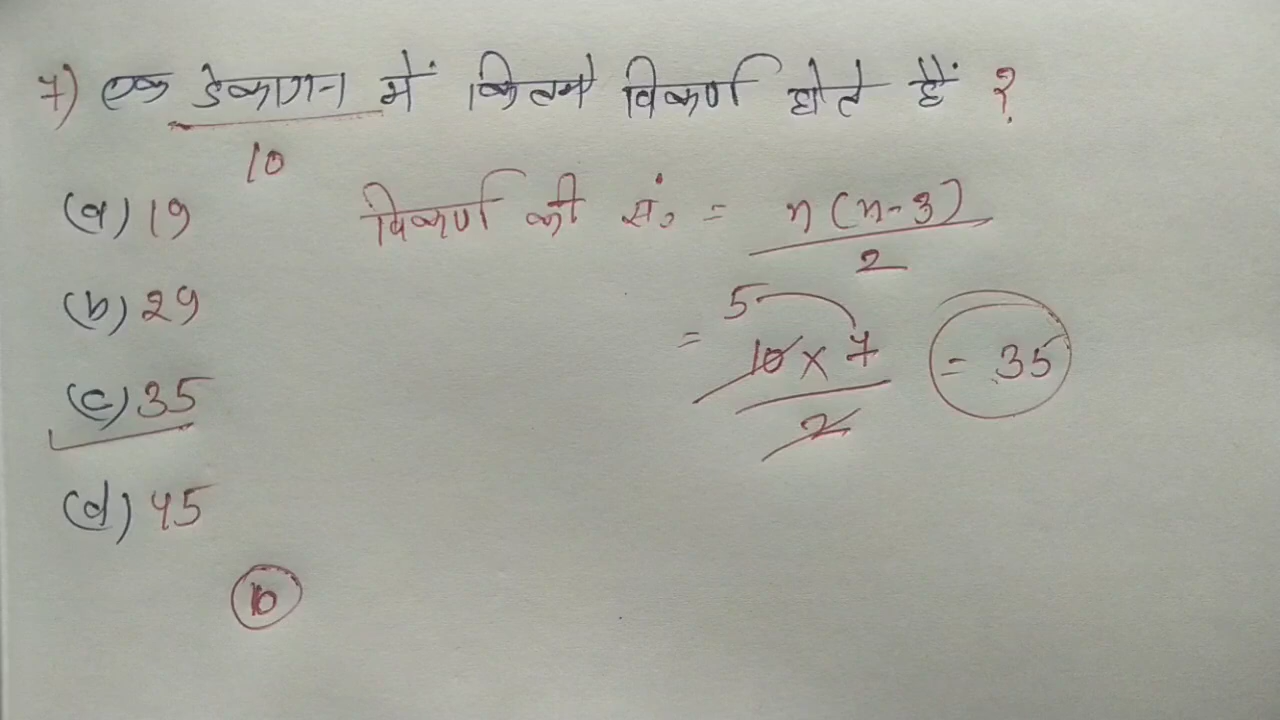 7) एक डेकागन में कितने विकर्ण होते हैं ?
10
(a) 19
विकर्ण की सं॰ = n(n-3)
2
(b) 29
5
= 10 x 7
2
= 35
(c) 35
(d) 45
10